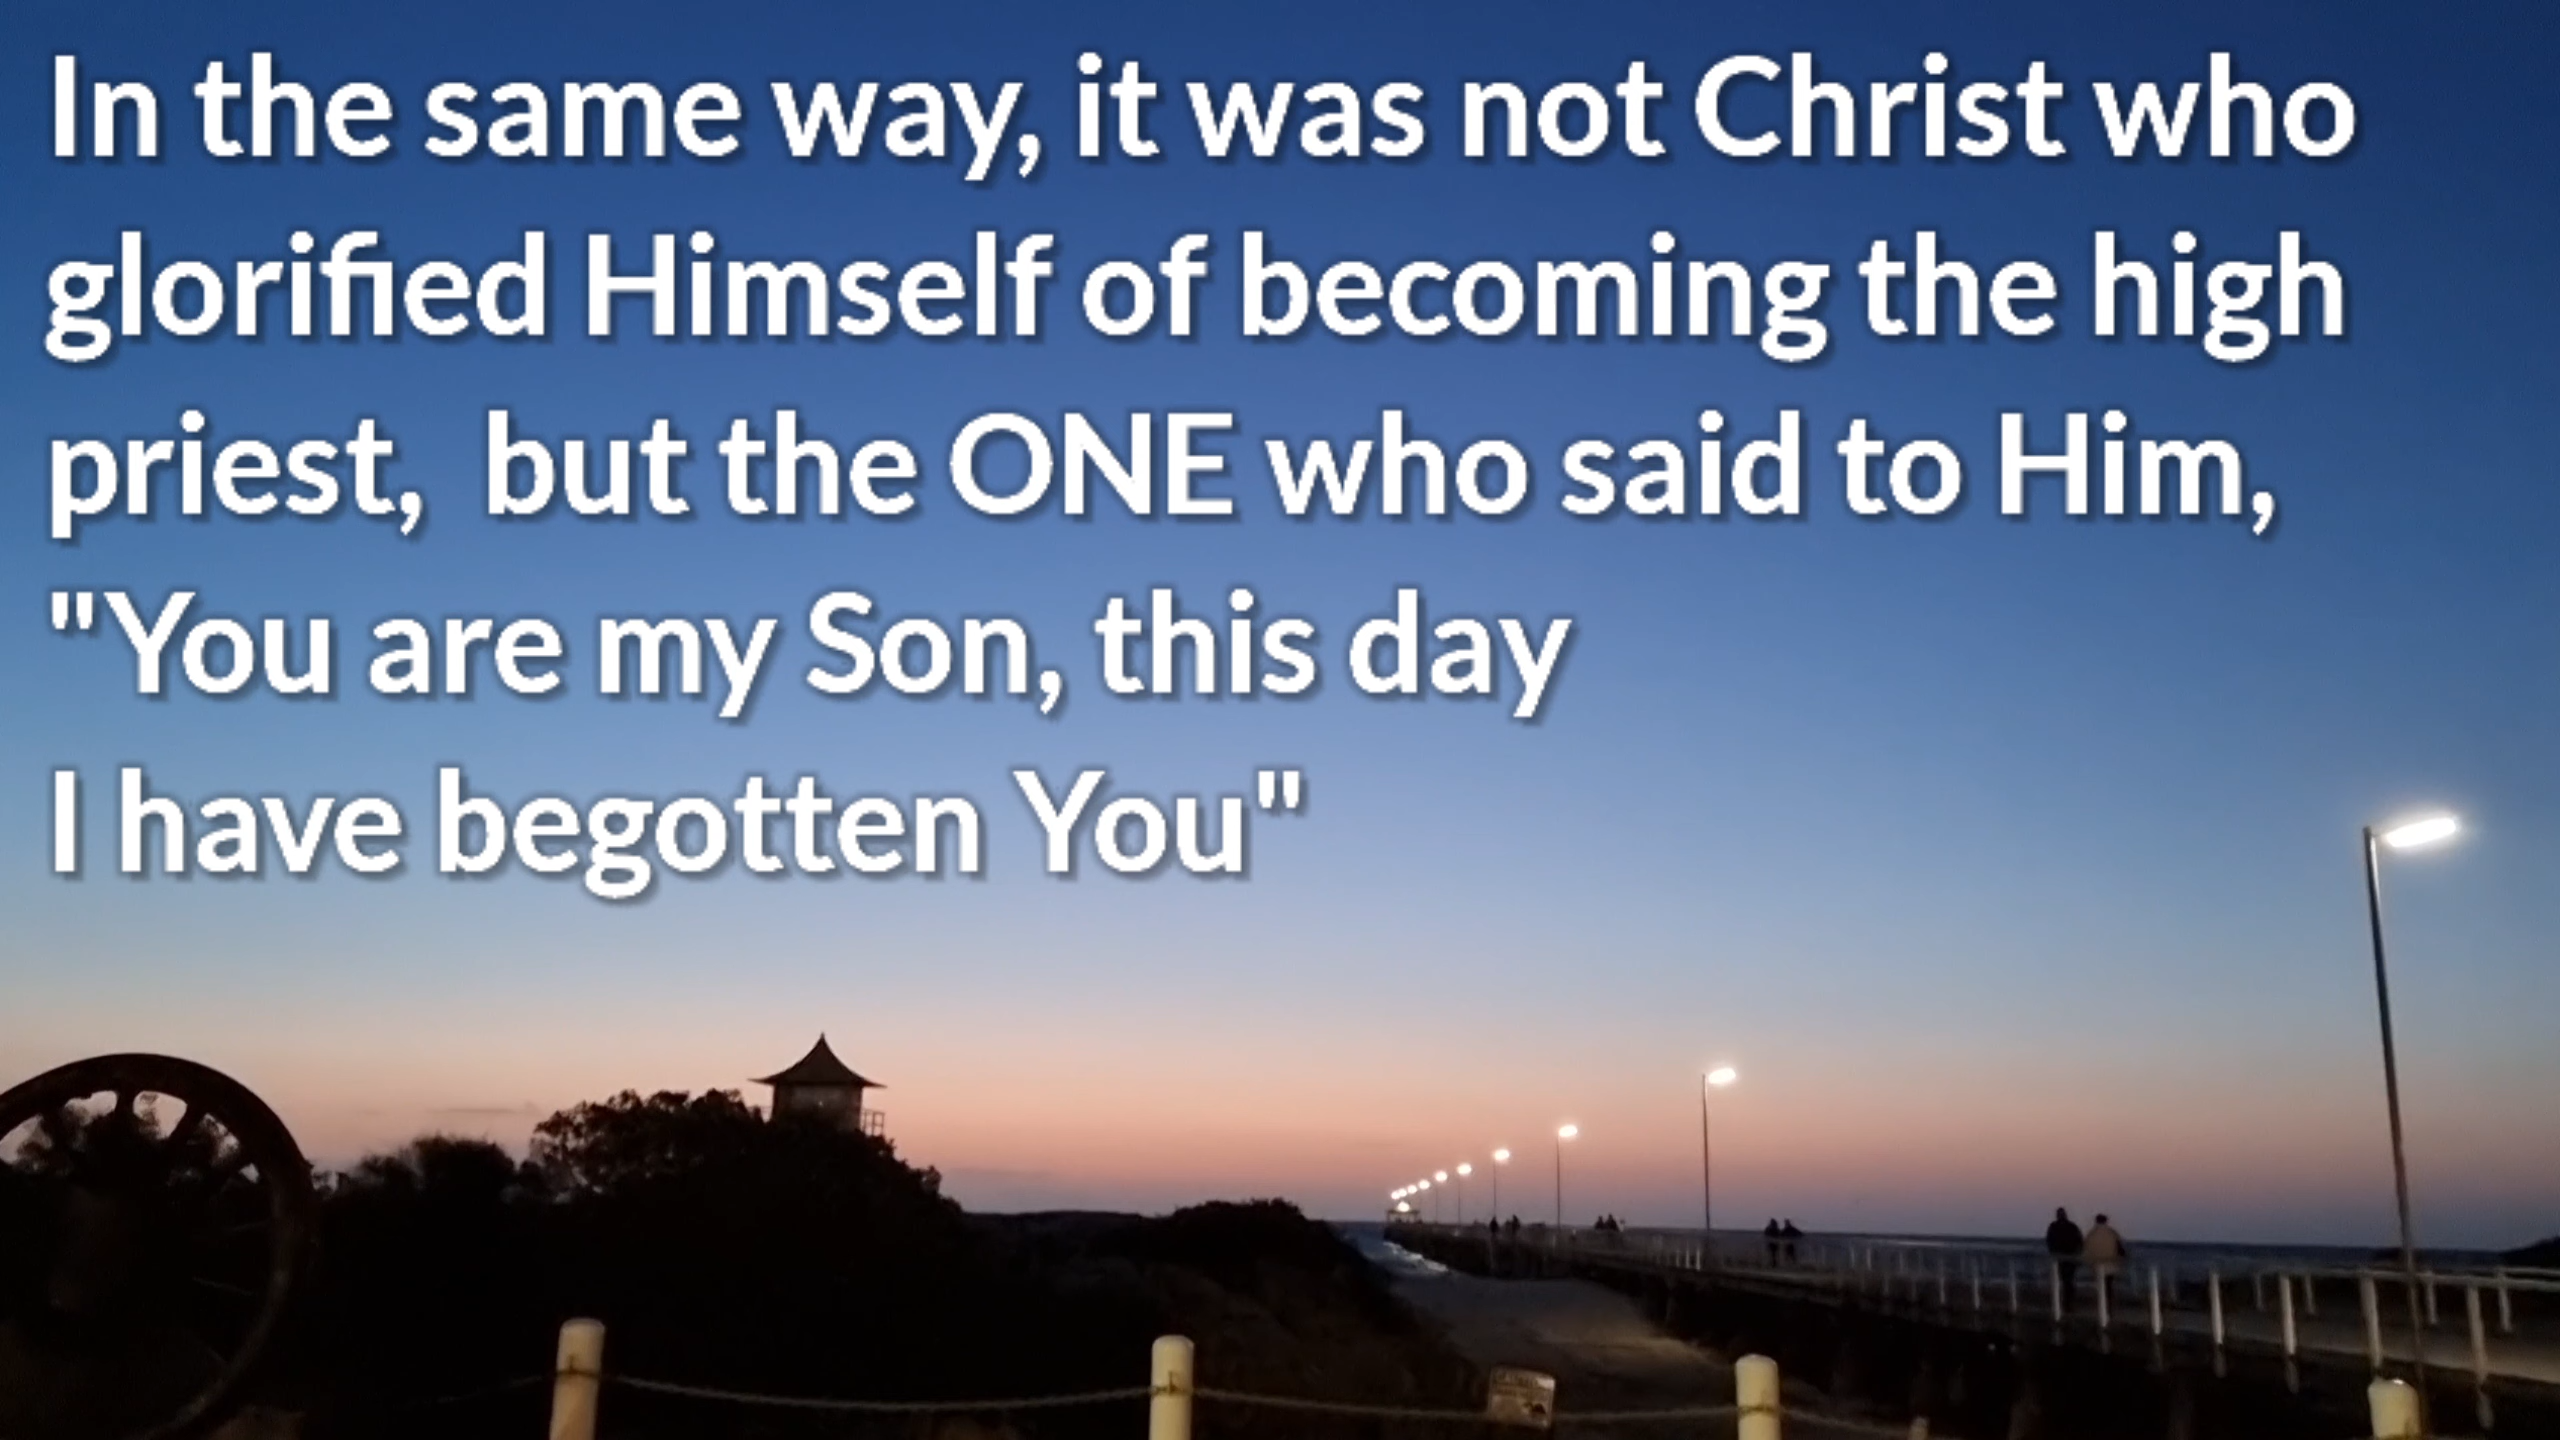 In the same way, it was not Christ who
glorified Himself of becoming the high
priest,  but the ONE who said to Him,
"You are my Son, this day
I have begotten You"